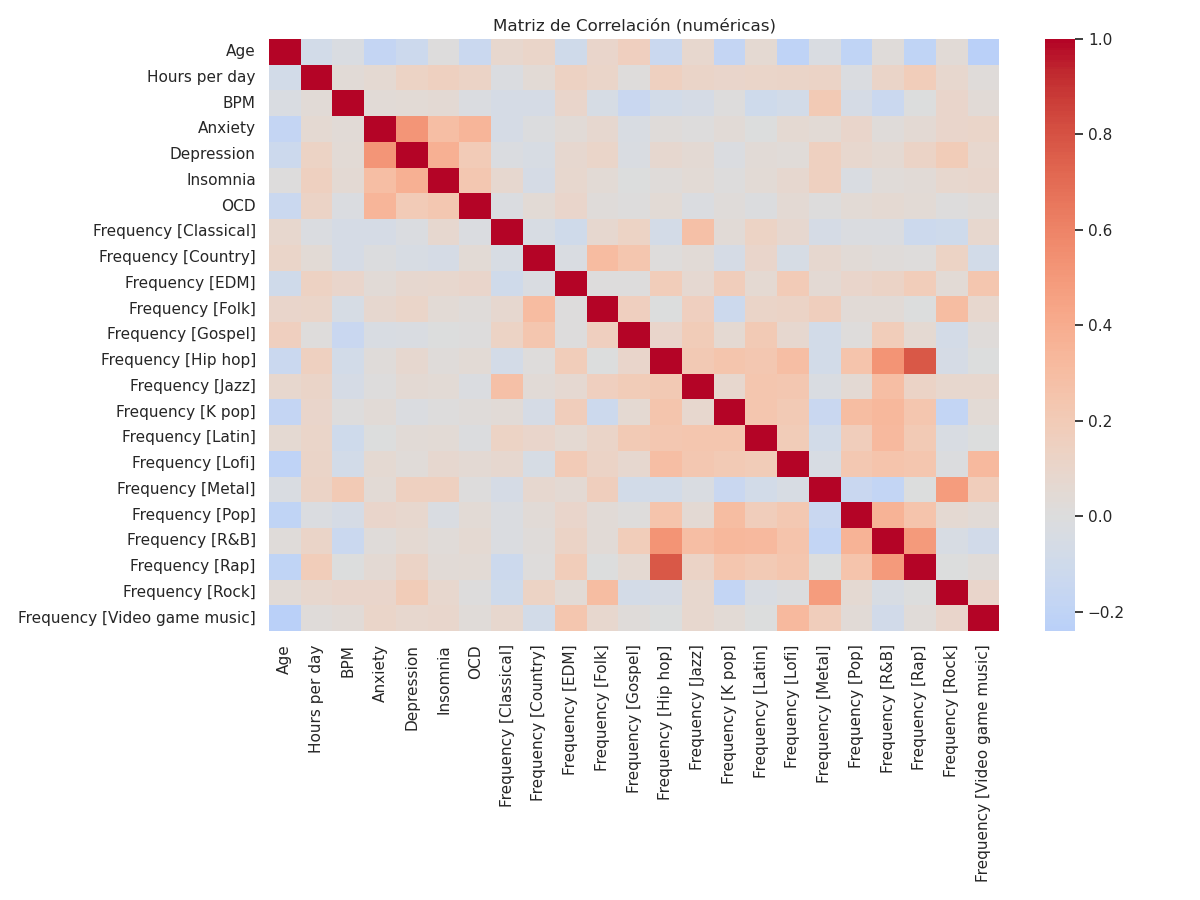 Matriz de Correlación (numéricas)
Age
Hours per day
BPM
Anxiety
Depression
Insomnia
OCD
Frequency [Classical]
Frequency [Country]
Frequency [EDM]
Frequency [Folk]
Frequency [Gospel]
Frequency [Hip hop]
Frequency [Jazz]
Frequency [K pop]
Frequency [Latin]
Frequency [Lofi]
Frequency [Metal]
Frequency [Pop]
Frequency [R&B]
Frequency [Rap]
Frequency [Rock]
Frequency [Video game music]
Age
Hours per day
BPM
Anxiety
Depression
Insomnia
OCD
Frequency [Classical]
Frequency [Country]
Frequency [EDM]
Frequency [Folk]
Frequency [Gospel]
Frequency [Hip hop]
Frequency [Jazz]
Frequency [K pop]
Frequency [Latin]
Frequency [Lofi]
Frequency [Metal]
Frequency [Pop]
Frequency [R&B]
Frequency [Rap]
Frequency [Rock]
Frequency [Video game music]
1.0
0.8
0.6
0.4
0.2
0.0
−0.2